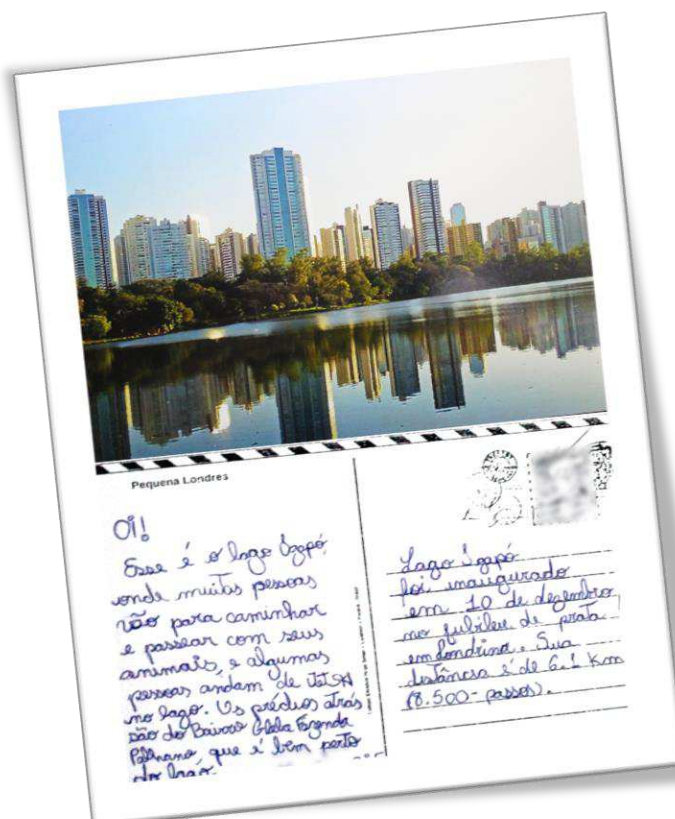 Pequena Londres
Oi!
Esse é o lago Igapó,
onde muitas pessoas
vão para caminhar
e passear com seus
animais, e algumas
pessoas andam de JetSki
no lago. Os prédios atrás
são do Bairro Gleba Fazenda
Palhano, que é bem perto
do
Lago Igapó
foi inaugurado
em 10 de dezembro
no jubileu de prata
em Londrina. Sua
distância é de 6.1 Km
(8.500 - passos).